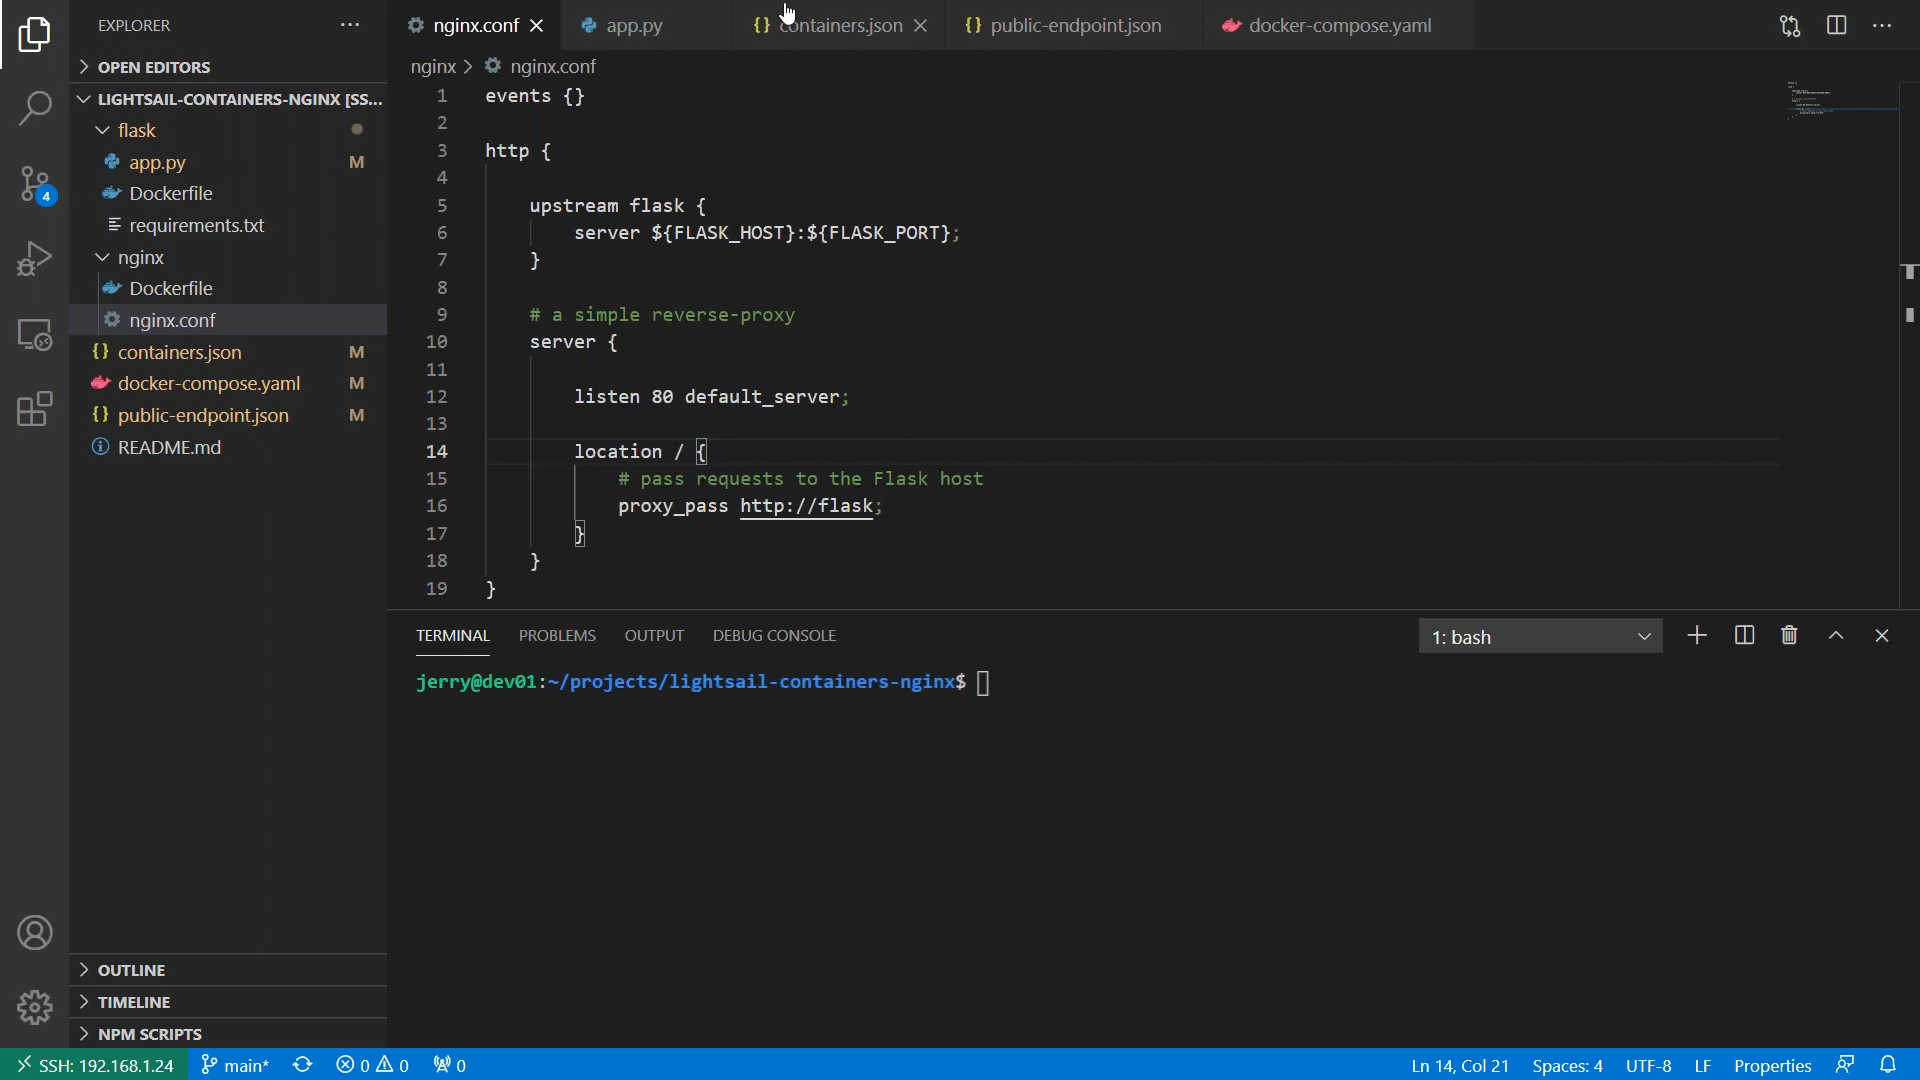 EXPLORER
OPEN EDITORS
LIGHTSAIL-CONTAINERS-NGINX [SS...
flask
app.py M
Dockerfile
requirements.txt
nginx
Dockerfile
nginx.conf
containers.json M
docker-compose.yaml M
public-endpoint.json M
README.md
OUTLINE
TIMELINE
NPM SCRIPTS
4
nginx.conf app.py containers.json public-endpoint.json docker-compose.yaml
nginx > nginx.conf
1 events {}
2
3 http {
4
5 upstream flask {
6 server ${FLASK_HOST}:${FLASK_PORT};
7 }
8
9 # a simple reverse-proxy
10 server {
11
12 listen 80 default_server;
13
14 location / {
15 # pass requests to the Flask host
16 proxy_pass http://flask;
17 }
18 }
19 }
TERMINAL PROBLEMS OUTPUT DEBUG CONSOLE 1: bash
jerry@dev01:~/projects/lightsail-containers-nginx$
SSH: 192.168.1.24 main* 0 0 0 Ln 14, Col 21 Spaces: 4 UTF-8 LF Properties